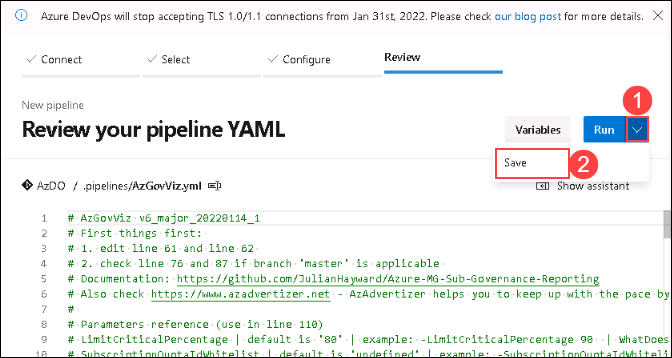 Azure DevOps will stop accepting TLS 1.0/1.1 connections from Jan 31st, 2022. Please check our blog post for more details.
✓ Connect ✓ Select ✓ Configure Review
New pipeline
Review your pipeline YAML
Variables Run
1
Save
2
AzDO / .pipelines/AzGovViz.yml
Show assistant
1 # AzGovViz v6_major_20220114_1
2 # First things first:
3 # 1. edit line 61 and line 62
4 # 2. check line 76 and 87 if branch 'master' is applicable
5 # Documentation: https://github.com/JulianHayward/Azure-MG-Sub-Governance-Reporting
6 # Also check https://www.azadvertizer.net - AzAdvertizer helps you to keep up with the pace by
7 #
8 # Parameters reference (use in line 110)
9 # LimitCriticalPercentage | default is "80" | example: -LimitCriticalPercentage 90 | WhatDoes
10 # SubscriptionQuotaIdWhitelist | default is "undefined" | example: -SubscriptionQuotaIdWhitelis